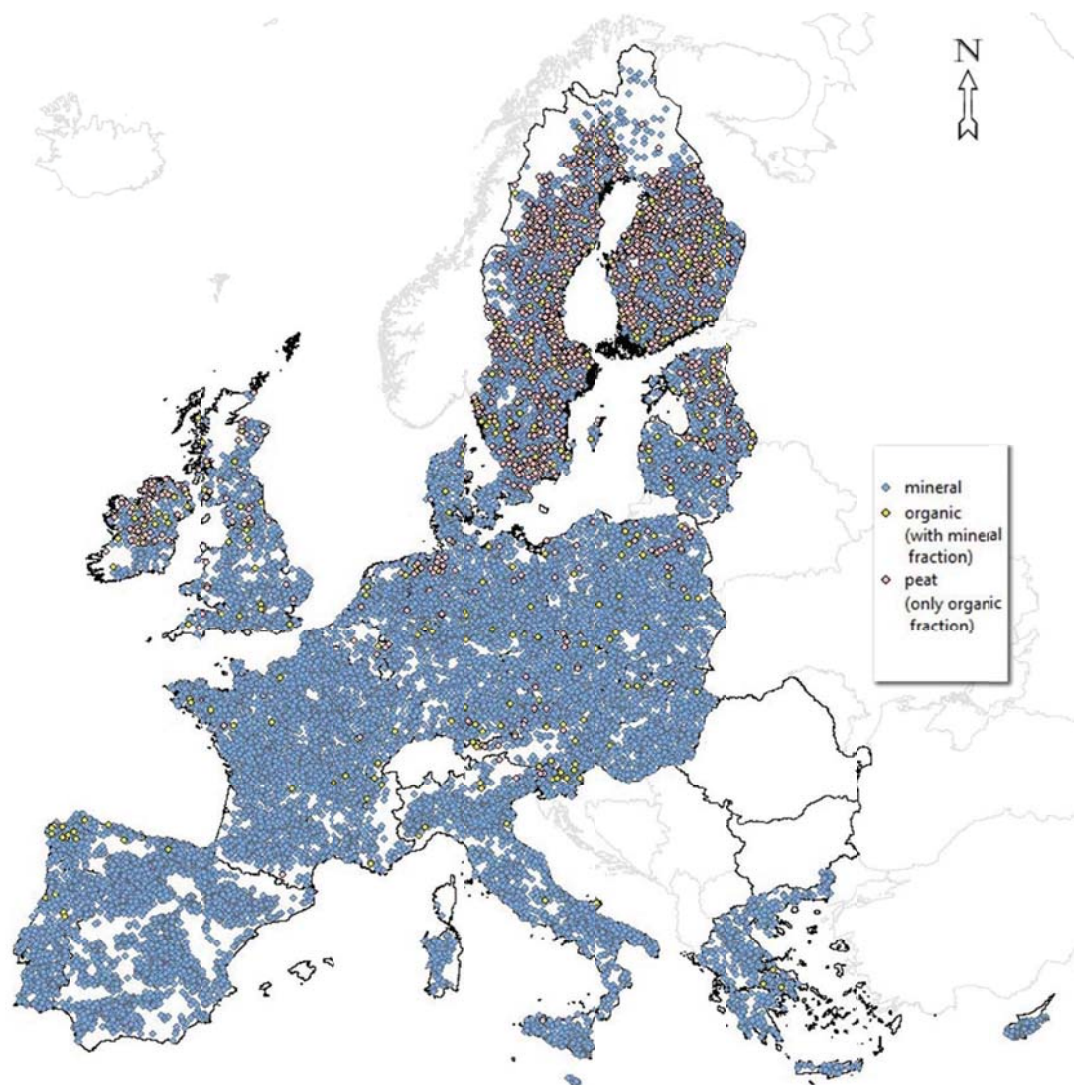 N
mineral
organic
(with mineral
fraction)
peat
(only organic
fraction)